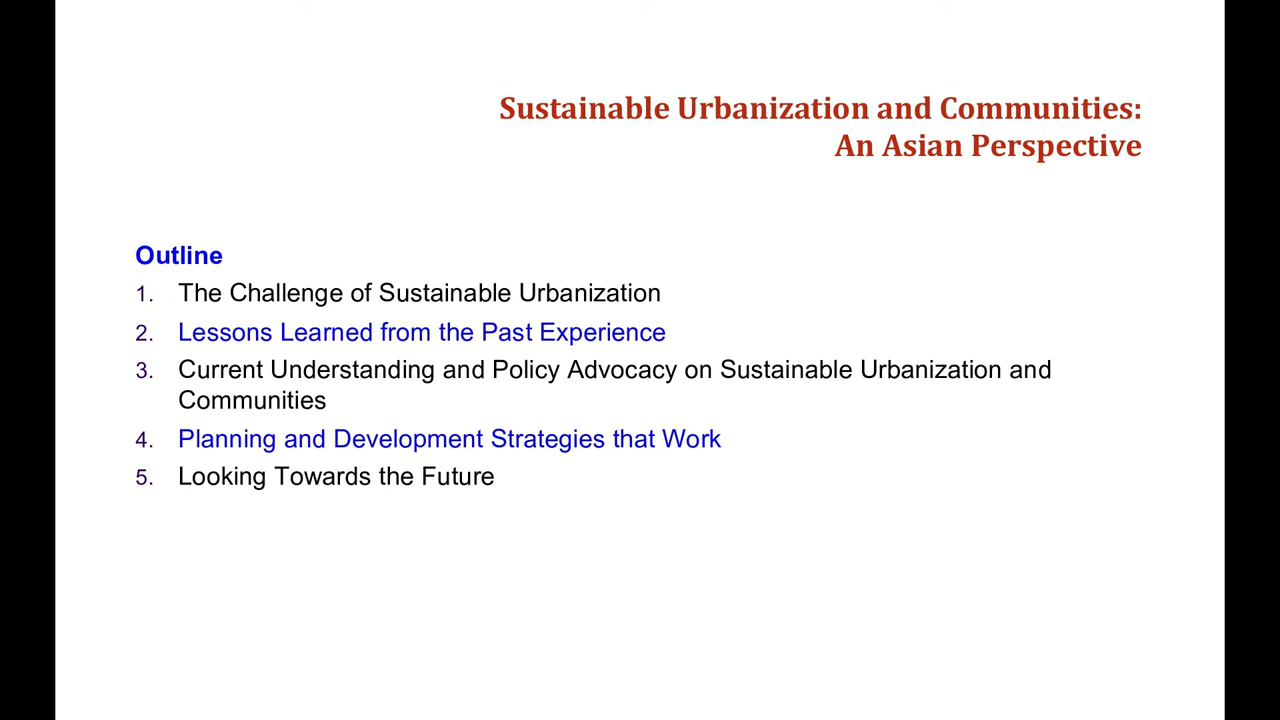 Sustainable Urbanization and Communities:
An Asian Perspective
Outline
1. The Challenge of Sustainable Urbanization
2. Lessons Learned from the Past Experience
3. Current Understanding and Policy Advocacy on Sustainable Urbanization and
Communities
4. Planning and Development Strategies that Work
5. Looking Towards the Future